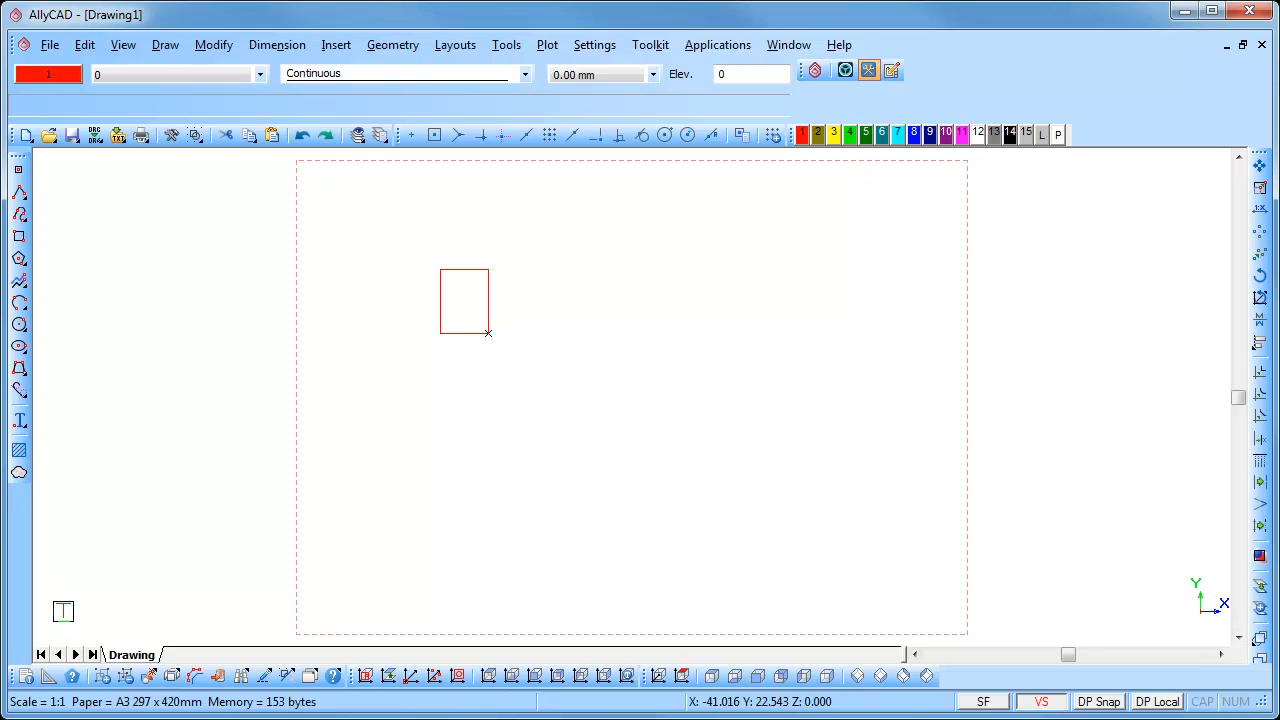 AllyCAD - [Drawing1]
File Edit View Draw Modify Dimension Insert Geometry Layouts Tools Plot Settings Toolkit Applications Window Help
1 0 Continuous 0.00 mm Elev. 0
DRC TXT 1 2 3 4 5 6 7 8 9 10 11 12 13 14 15 L P
1:X
T
Y
X
T
Drawing
Scale = 1:1 Paper = A3 297 x 420mm Memory = 153 bytes X: -41.016 Y: 22.543 Z: 0.000 SF VS DP Snap DP Local CAP NUM